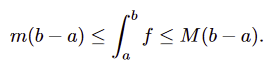 m(b − a) ≤ ∫_a^b f ≤ M(b − a).